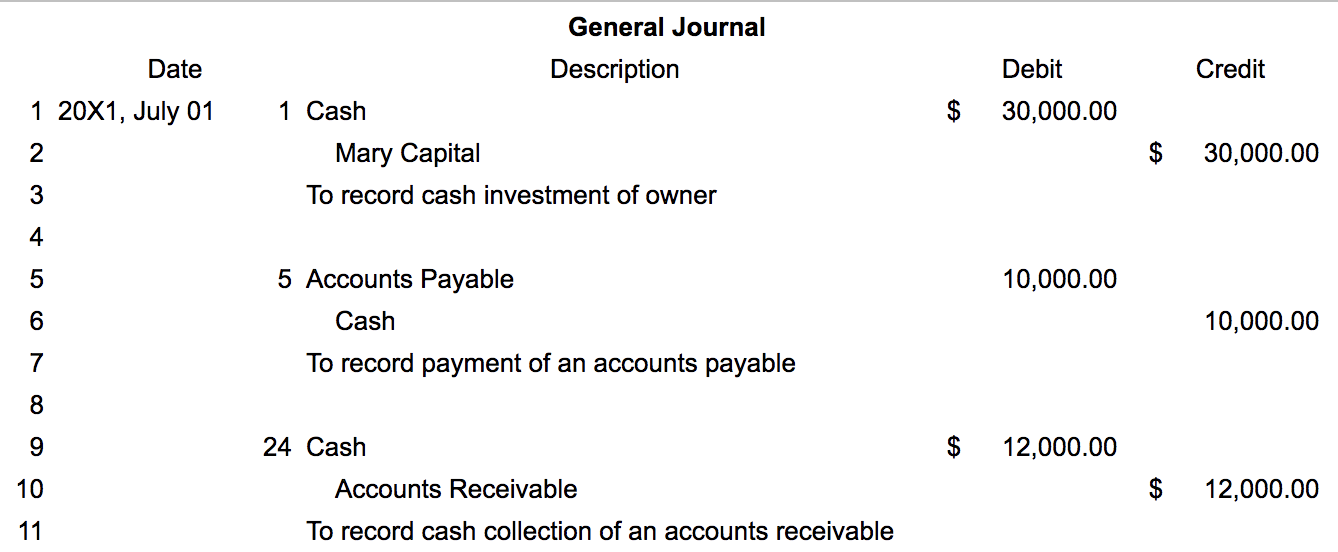 General Journal
Date Description Debit Credit
1 20X1, July 01 1 Cash $ 30,000.00
2 Mary Capital $ 30,000.00
3 To record cash investment of owner
4
5 5 Accounts Payable 10,000.00
6 Cash 10,000.00
7 To record payment of an accounts payable
8
9 24 Cash $ 12,000.00
10 Accounts Receivable $ 12,000.00
11 To record cash collection of an accounts receivable